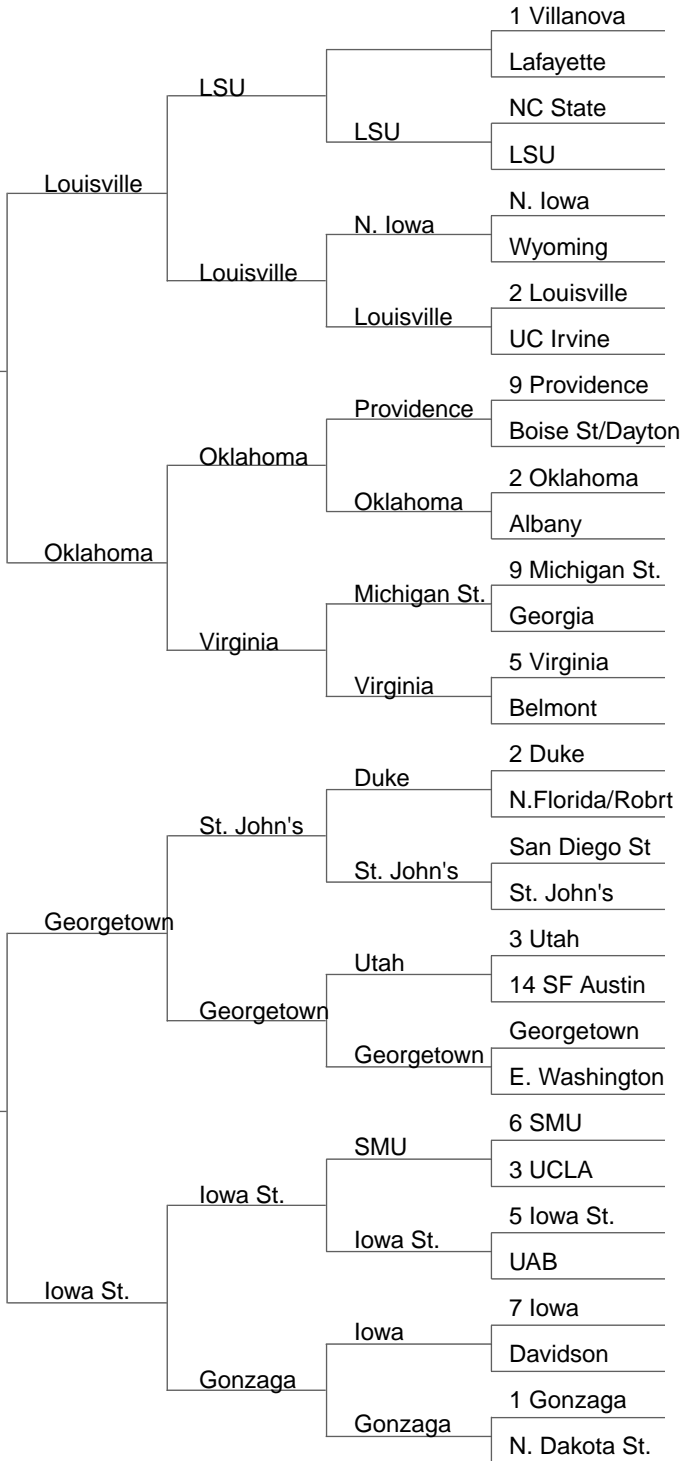 1 Villanova
Lafayette
LSU
NC State
LSU
LSU
Louisville
N. Iowa
N. Iowa
Wyoming
Louisville
2 Louisville
Louisville
UC Irvine
9 Providence
Providence
Boise St/Dayton
Oklahoma
2 Oklahoma
Oklahoma
Albany
Oklahoma
9 Michigan St.
Michigan St.
Georgia
Virginia
5 Virginia
Virginia
Belmont
2 Duke
Duke
N.Florida/Robrt
St. John's
San Diego St
St. John's
St. John's
Georgetown
3 Utah
Utah
14 SF Austin
Georgetown
Georgetown
Georgetown
E. Washington
6 SMU
SMU
3 UCLA
Iowa St.
5 Iowa St.
Iowa St.
UAB
Iowa St.
7 Iowa
Iowa
Davidson
Gonzaga
1 Gonzaga
Gonzaga
N. Dakota St.